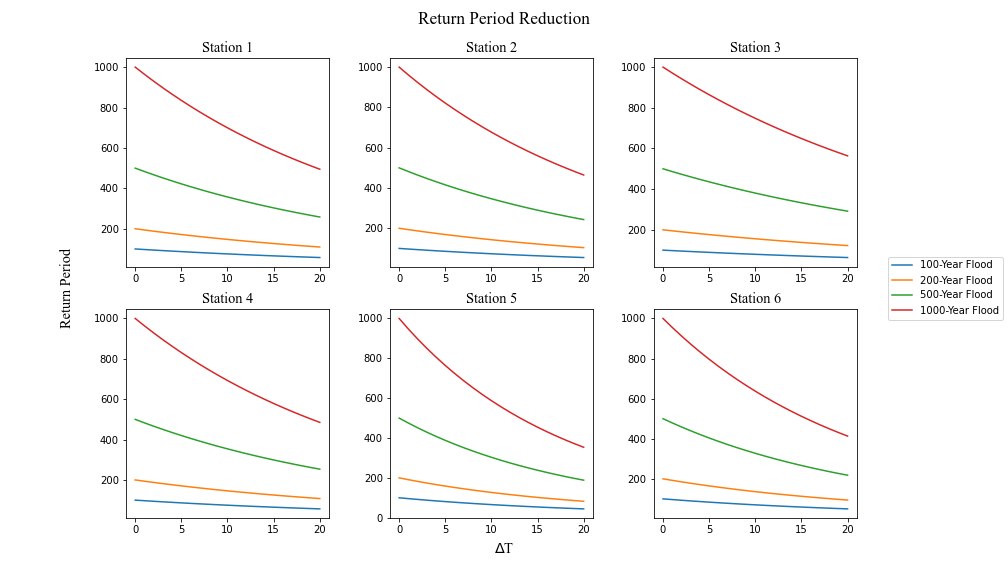 Return Period Reduction
Station 1
Station 2
Station 3
1000
800
600
400
200
0 5 10 15 20
1000
800
600
400
200
0 5 10 15 20
1000
800
600
400
200
0 5 10 15 20
Return Period
100-Year Flood
200-Year Flood
500-Year Flood
1000-Year Flood
Station 4
Station 5
Station 6
1000
800
600
400
200
0 5 10 15 20
1000
800
600
400
200
0
0 5 10 15 20
1000
800
600
400
200
0 5 10 15 20
ΔT